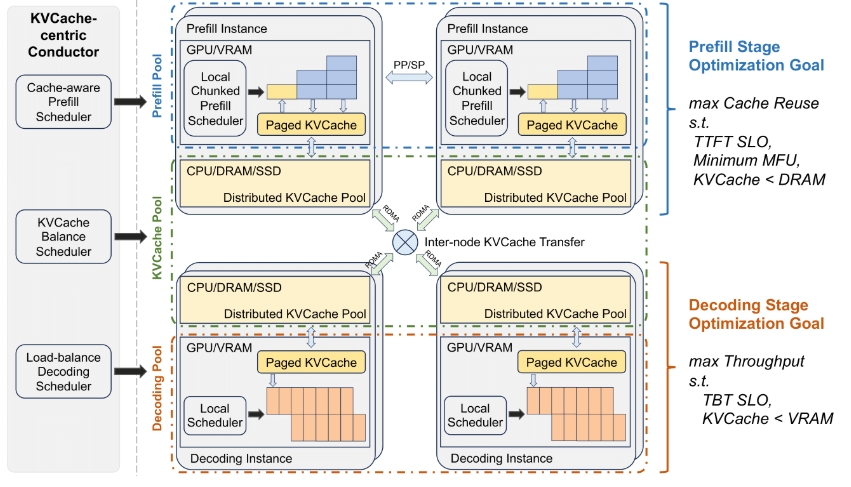 KVCache-
centric
Conductor
Cache-aware
Prefill
Scheduler
KVCache
Balance
Scheduler
Load-balance
Decoding
Scheduler
Prefill Pool
KVCache Pool
Decoding Pool
Prefill Instance
GPU/VRAM
Local
Chunked
Prefill
Scheduler
Paged KVCache
CPU/DRAM/SSD
Distributed KVCache Pool
PP/SP
Prefill Instance
GPU/VRAM
Local
Chunked
Prefill
Scheduler
Paged KVCache
CPU/DRAM/SSD
Distributed KVCache Pool
RDMA
RDMA
Inter-node KVCache Transfer
RDMA
RDMA
CPU/DRAM/SSD
Distributed KVCache Pool
GPU/VRAM
Paged KVCache
Local
Scheduler
Decoding Instance
CPU/DRAM/SSD
Distributed KVCache Pool
GPU/VRAM
Paged KVCache
Local
Scheduler
Decoding Instance
Prefill Stage
Optimization Goal
max Cache Reuse
s.t.
TTFT SLO,
Minimum MFU,
KVCache < DRAM
Decoding Stage
Optimization Goal
max Throughput
s.t.
TBT SLO,
KVCache < VRAM